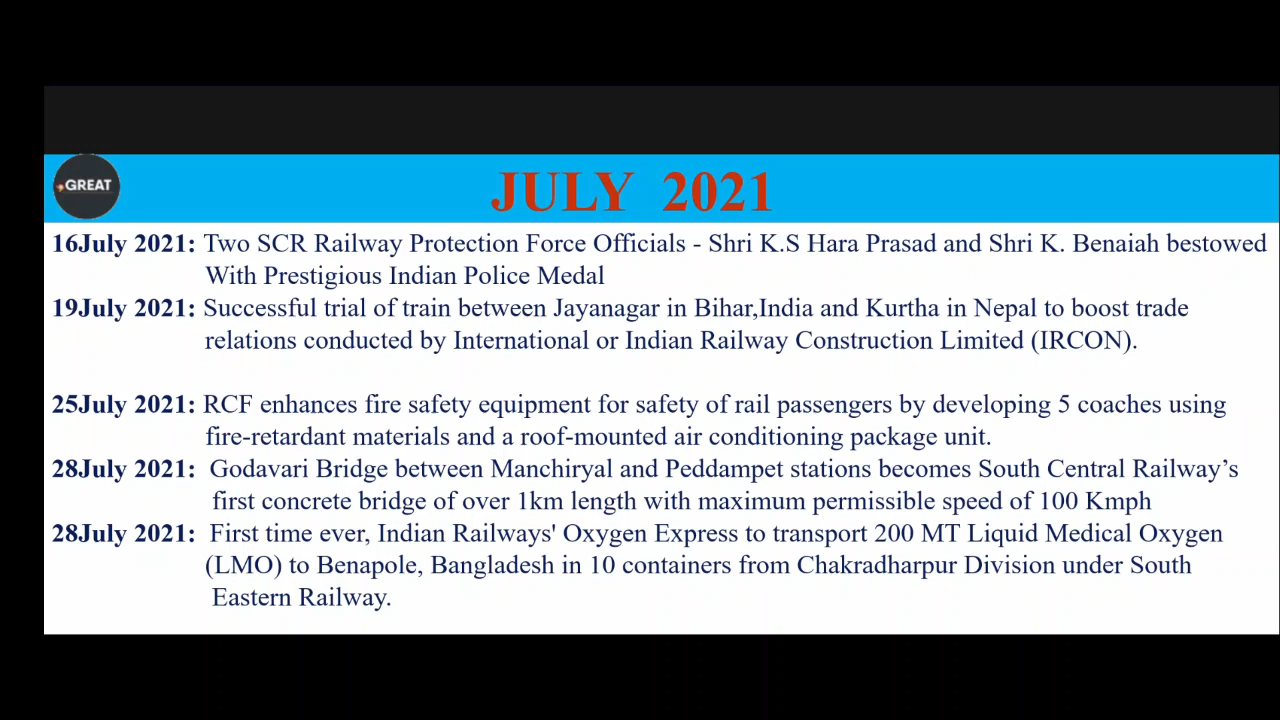 GREAT
JULY 2021
16July 2021: Two SCR Railway Protection Force Officials - Shri K.S Hara Prasad and Shri K. Benaiah bestowed
With Prestigious Indian Police Medal
19July 2021: Successful trial of train between Jayanagar in Bihar,India and Kurtha in Nepal to boost trade
relations conducted by International or Indian Railway Construction Limited (IRCON).
25July 2021: RCF enhances fire safety equipment for safety of rail passengers by developing 5 coaches using
fire-retardant materials and a roof-mounted air conditioning package unit.
28July 2021: Godavari Bridge between Manchiryal and Peddampet stations becomes South Central Railway’s
first concrete bridge of over 1km length with maximum permissible speed of 100 Kmph
28July 2021: First time ever, Indian Railways' Oxygen Express to transport 200 MT Liquid Medical Oxygen
(LMO) to Benapole, Bangladesh in 10 containers from Chakradharpur Division under South
Eastern Railway.